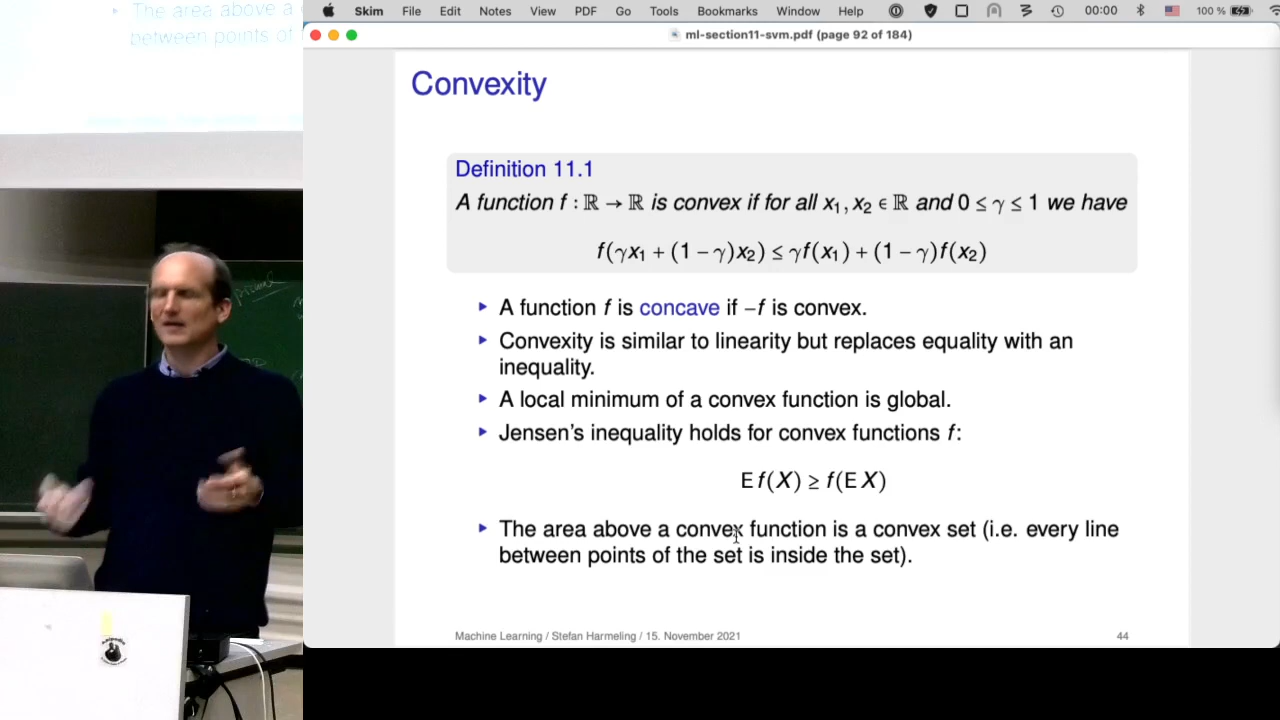 The area above a
between points of
Skim File Edit Notes View PDF Go Tools Bookmarks Window Help 00:00 100 %
ml-section11-svm.pdf (page 92 of 184)
Convexity
Definition 11.1
A function f : ℝ → ℝ is convex if for all x₁, x₂ ∈ ℝ and 0 ≤ γ ≤ 1 we have
f(γx₁ + (1 − γ)x₂) ≤ γf(x₁) + (1 − γ)f(x₂)
▸ A function f is concave if −f is convex.
▸ Convexity is similar to linearity but replaces equality with an
inequality.
▸ A local minimum of a convex function is global.
▸ Jensen's inequality holds for convex functions f:
E f(X) ≥ f(E X)
▸ The area above a convex function is a convex set (i.e. every line
between points of the set is inside the set).
Machine Learning / Stefan Harmeling / 15. November 2021 44